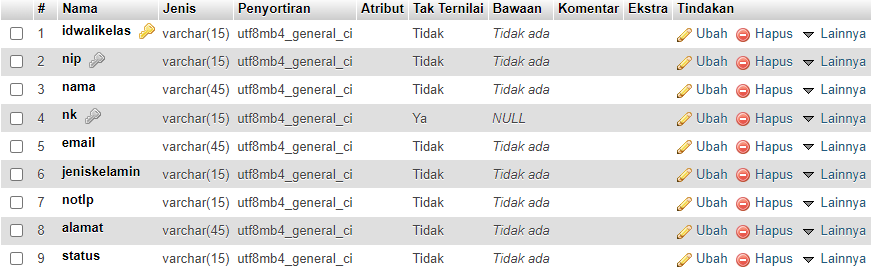 # Nama Jenis Penyortiran Atribut Tak Ternilai Bawaan Komentar Ekstra Tindakan
1 idwalikelas varchar(15) utf8mb4_general_ci Tidak Tidak ada Ubah Hapus Lainnya
2 nip varchar(15) utf8mb4_general_ci Tidak Tidak ada Ubah Hapus Lainnya
3 nama varchar(45) utf8mb4_general_ci Tidak Tidak ada Ubah Hapus Lainnya
4 nk varchar(15) utf8mb4_general_ci Ya NULL Ubah Hapus Lainnya
5 email varchar(45) utf8mb4_general_ci Tidak Tidak ada Ubah Hapus Lainnya
6 jeniskelamin varchar(15) utf8mb4_general_ci Tidak Tidak ada Ubah Hapus Lainnya
7 notlp varchar(15) utf8mb4_general_ci Tidak Tidak ada Ubah Hapus Lainnya
8 alamat varchar(45) utf8mb4_general_ci Tidak Tidak ada Ubah Hapus Lainnya
9 status varchar(15) utf8mb4_general_ci Tidak Tidak ada Ubah Hapus Lainnya